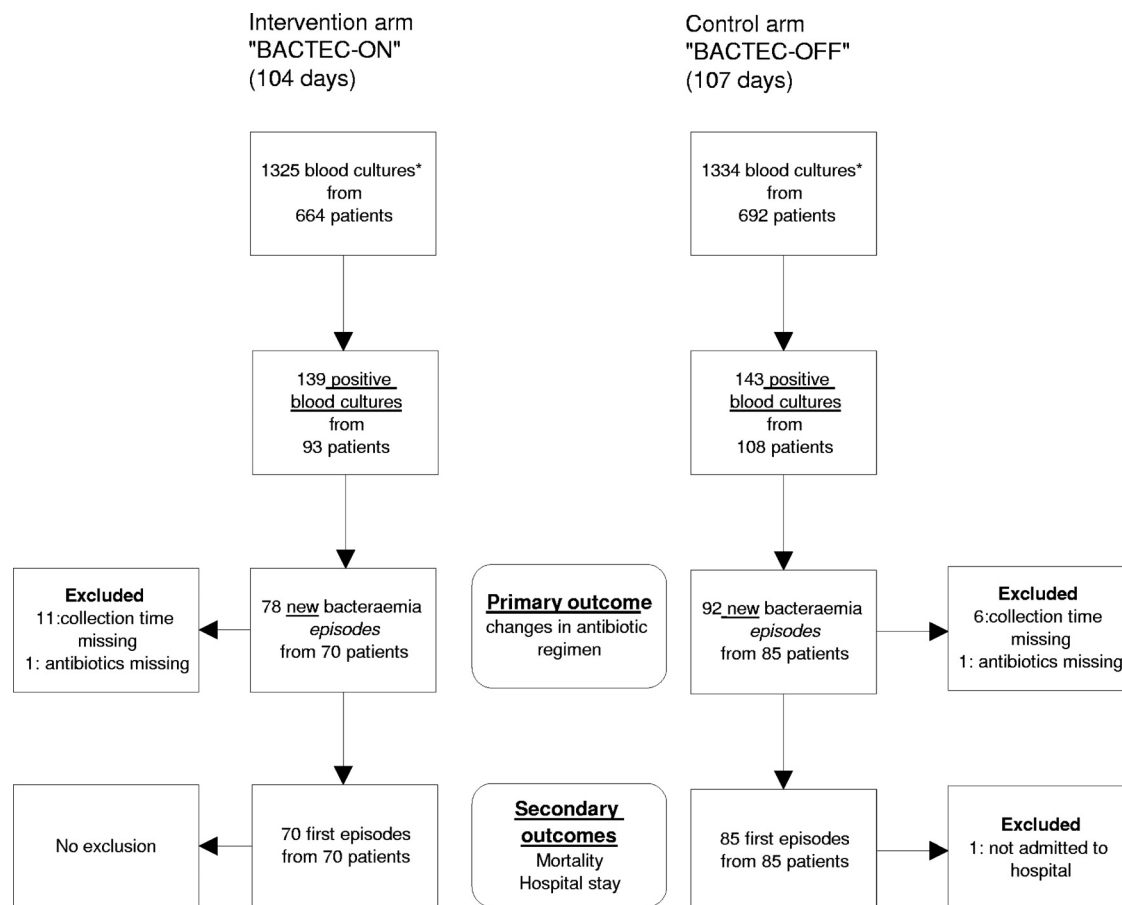 Intervention arm
"BACTEC-ON"
(104 days)
Control arm
"BACTEC-OFF"
(107 days)
1325 blood cultures*
from
664 patients
1334 blood cultures*
from
692 patients
139 positive
blood cultures
from
93 patients
143 positive
blood cultures
from
108 patients
Excluded
11:collection time
missing
1: antibiotics missing
78 new bacteraemia
episodes
from 70 patients
Primary outcome
changes in antibiotic
regimen
92 new bacteraemia
episodes
from 85 patients
Excluded
6:collection time
missing
1: antibiotics missing
No exclusion
70 first episodes
from 70 patients
Secondary
outcomes
Mortality
Hospital stay
85 first episodes
from 85 patients
Excluded
1: not admitted to
hospital